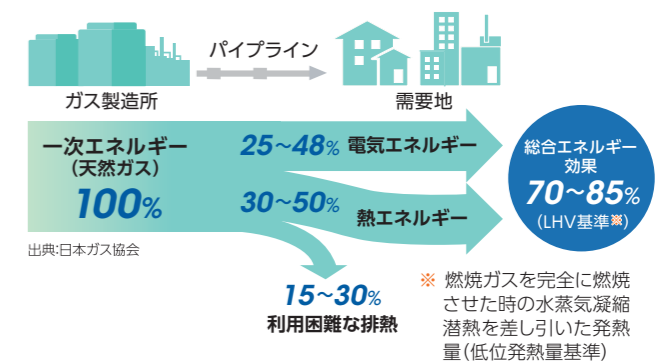 パイプライン
ガス製造所
需要地
一次エネルギー
(天然ガス)
100%
25〜48% 電気エネルギー
30〜50% 熱エネルギー
総合エネルギー
効果
70〜85%
(LHV基準※)
出典:日本ガス協会
15〜30%
利用困難な排熱
※ 燃焼ガスを完全に燃焼
させた時の水蒸気凝縮
潜熱を差し引いた発熱
量(低位発熱量基準)